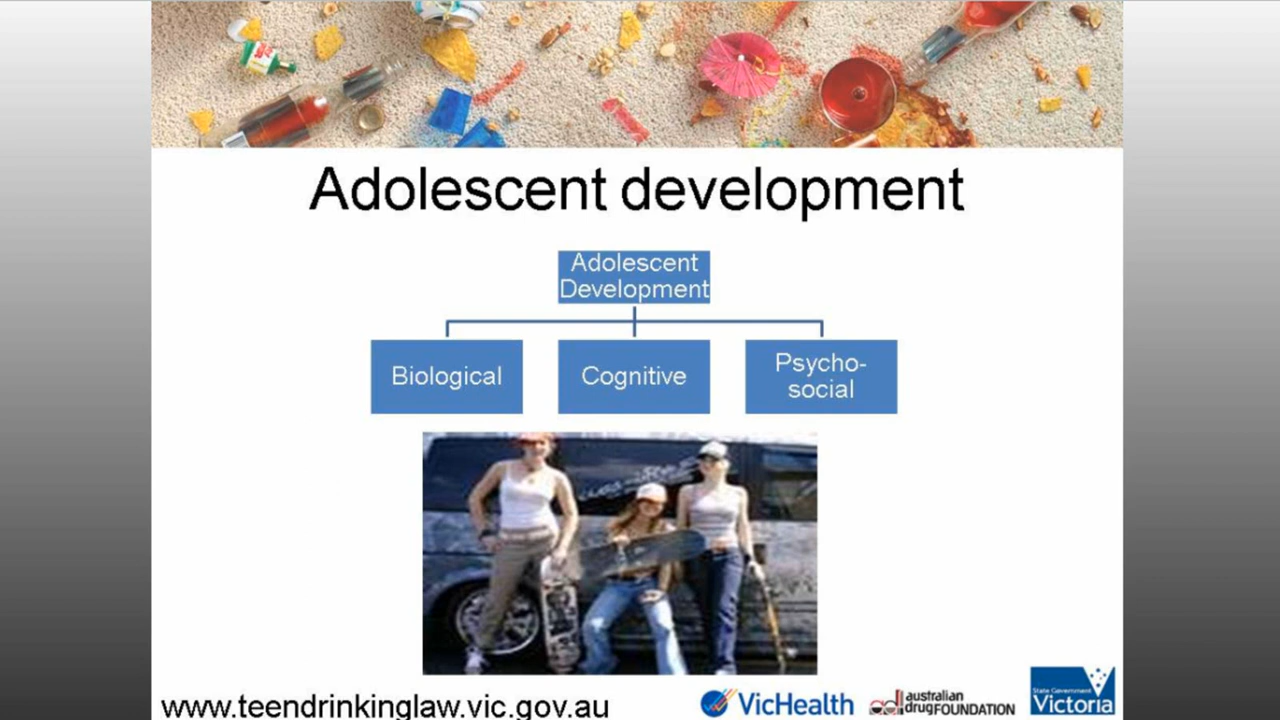 Adolescent development
Adolescent
Development
Biological
Cognitive
Psycho-
social
www.teendrinkinglaw.vic.gov.au
VicHealth
adf
australian
drugFOUNDATION
State Government
Victoria